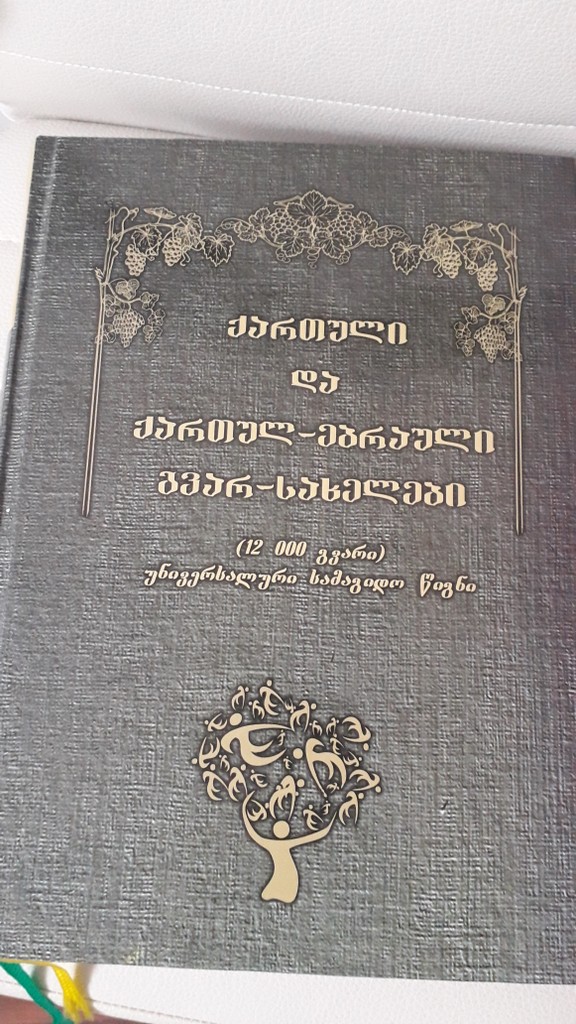 ქართული
და
ქართულ-ებრაული
გვარ-სახელები
(12 000 გვარი)
უნივერსალური სამაგიდო წიგნი